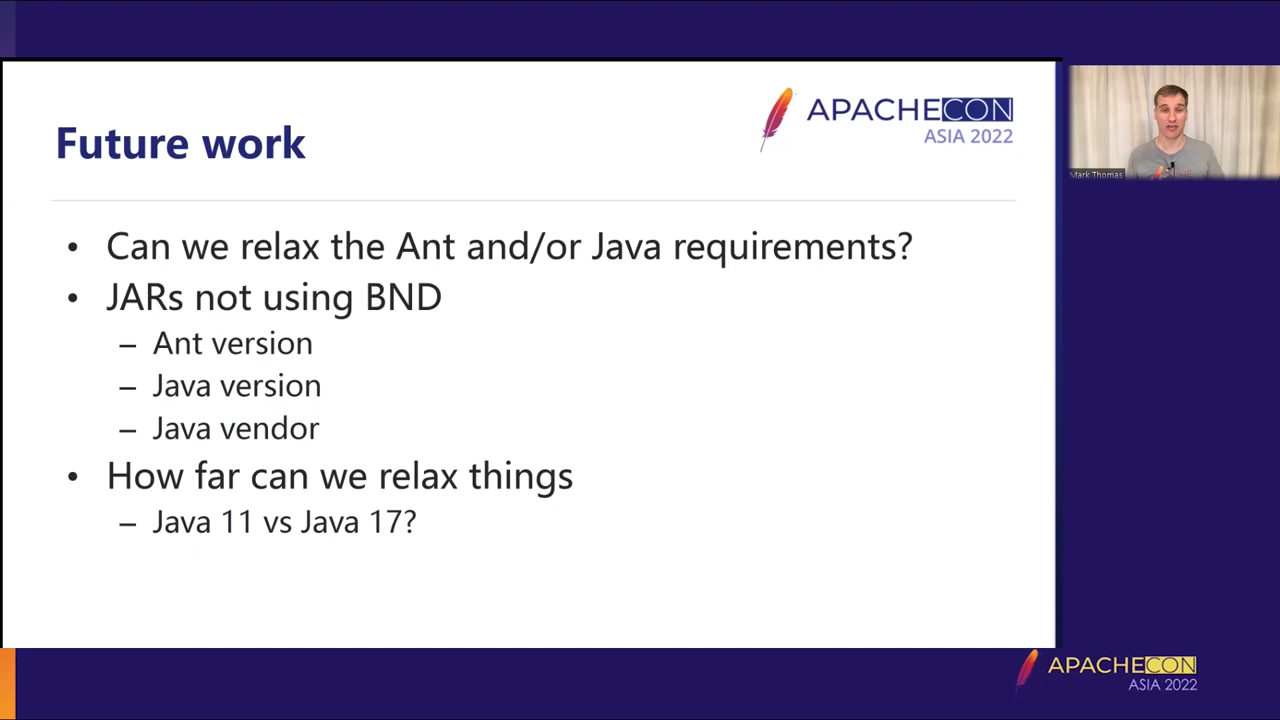 Future work
APACHECON
ASIA 2022
• Can we relax the Ant and/or Java requirements?
• JARs not using BND
– Ant version
– Java version
– Java vendor
• How far can we relax things
– Java 11 vs Java 17?
Mark Thomas
APACHECON
ASIA 2022